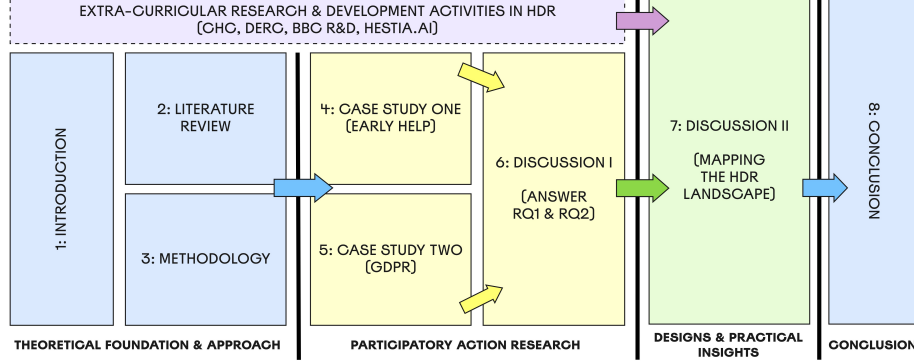 EXTRA-CURRICULAR RESEARCH & DEVELOPMENT ACTIVITIES IN HDR
(CHC, DERC, BBC R&D, HESTIA.AI)
1: INTRODUCTION
2: LITERATURE
REVIEW
3: METHODOLOGY
4: CASE STUDY ONE
(EARLY HELP)
5: CASE STUDY TWO
(GDPR)
6: DISCUSSION I
(ANSWER
RQ1 & RQ2)
7: DISCUSSION II
(MAPPING
THE HDR
LANDSCAPE)
8: CONCLUSION
THEORETICAL FOUNDATION & APPROACH
PARTICIPATORY ACTION RESEARCH
DESIGNS & PRACTICAL
INSIGHTS
CONCLUSION